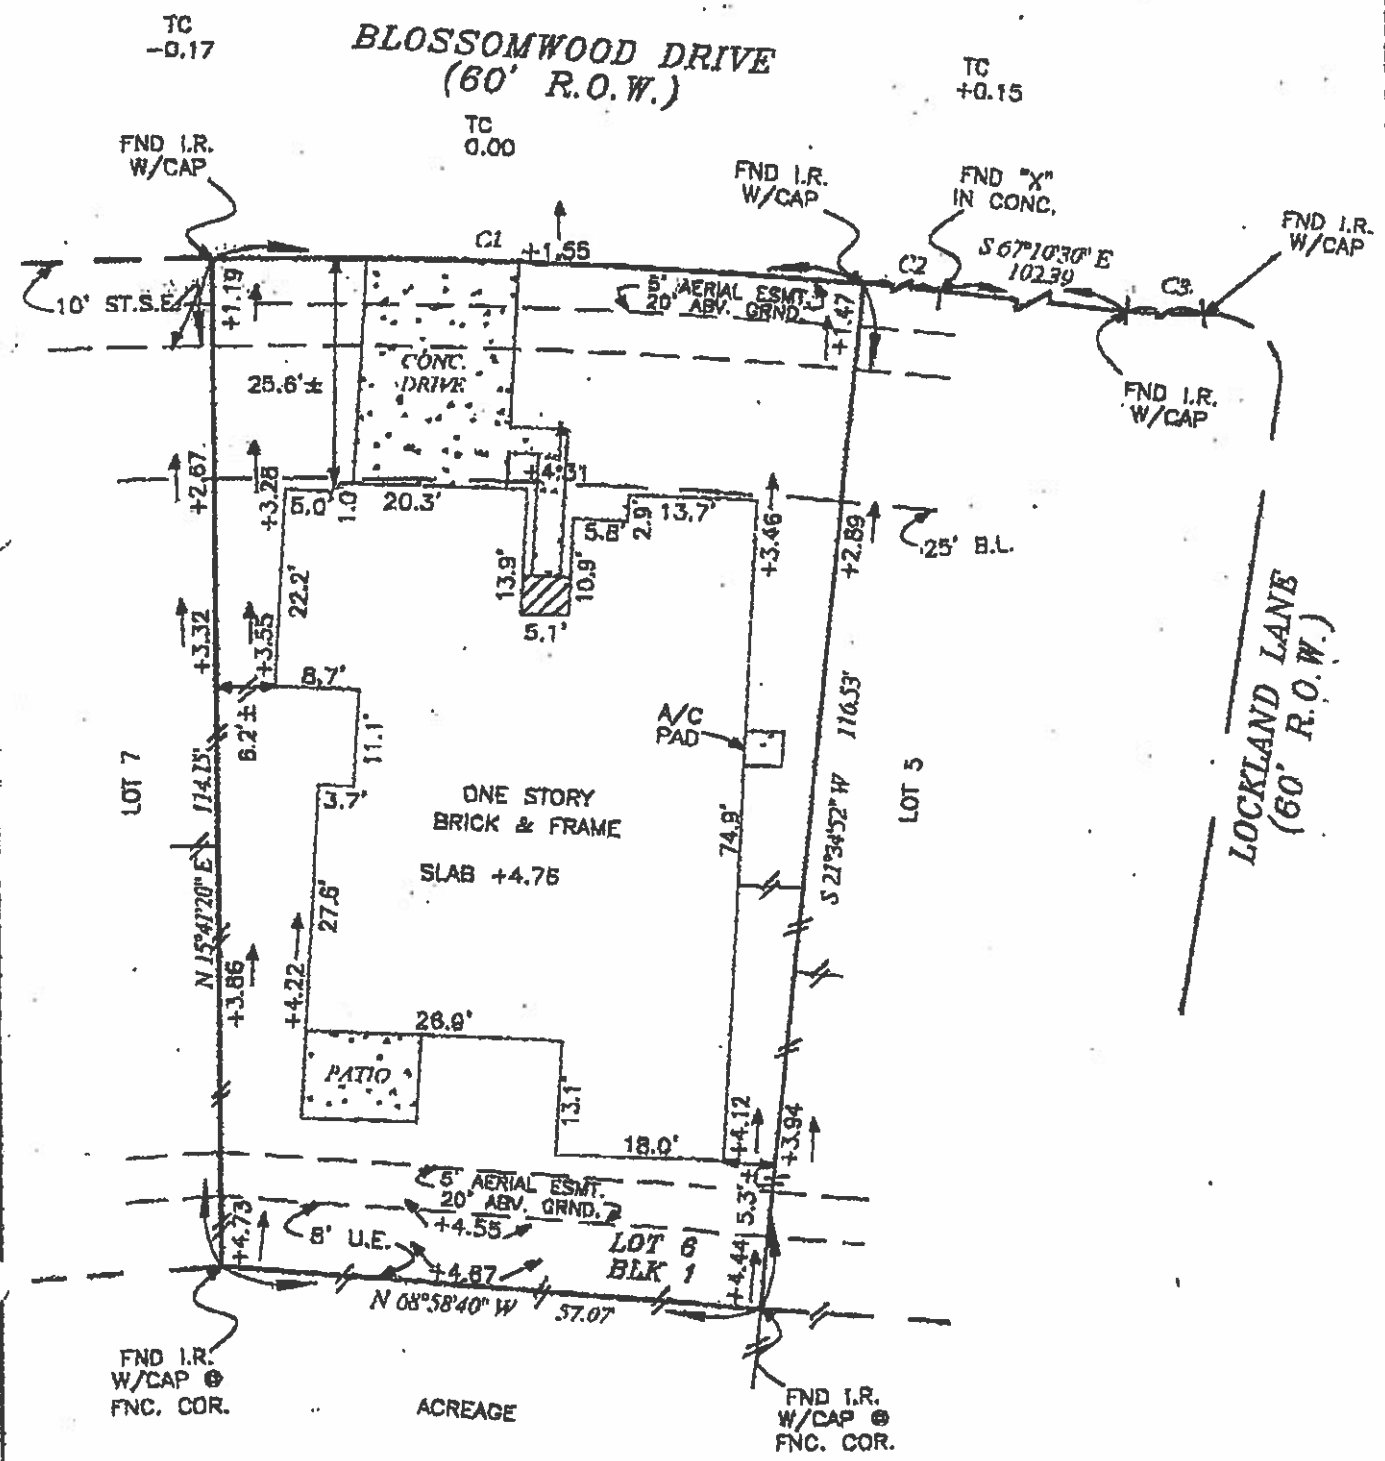 TC
-0.17
BLOSSOMWOOD DRIVE
(60' R.O.W.)
TC
+0.15
TC
0.00
FND I.R.
W/CAP
FND I.R.
W/CAP
FND "X"
IN CONC.
FND I.R.
W/CAP
C1
+1.55
S 67°10'30" E
102.39
C2
C3
10' ST.S.E.
+1.19
5' AERIAL ESMT.
20' ABV. GRND.
+1.47
25.6'±
CONC.
DRIVE
FND I.R.
W/CAP
+2.67
+3.28
5.0'
1.0'
20.3'
+4.31
5.8'
2.9'
13.7'
+3.46
+2.89
25' B.L.
22.2'
13.9'
10.9'
5.1'
+3.32
+3.55
8.7'
6.2'±
11.1'
3.7'
A/C
PAD
116.53'
S 21°34'52" W
LOT 7
114.15'
N 15°41'20" E
ONE STORY
BRICK & FRAME
SLAB +4.75
74.9'
LOT 5
LOCKLAND LANE
(60' R.O.W.)
27.6'
+3.86
+4.22
26.9'
PATIO
13.1'
18.0'
+4.12
+3.94
5' AERIAL ESMT.
20' ABV. GRND.
5.3'±
+4.73
8' U.E.
+4.55
LOT 6
BLK 1
+4.44
+4.67
N 68°58'40" W
57.07'
FND I.R.
W/CAP @
FNC. COR.
ACREAGE
FND I.R.
W/CAP @
FNC. COR.